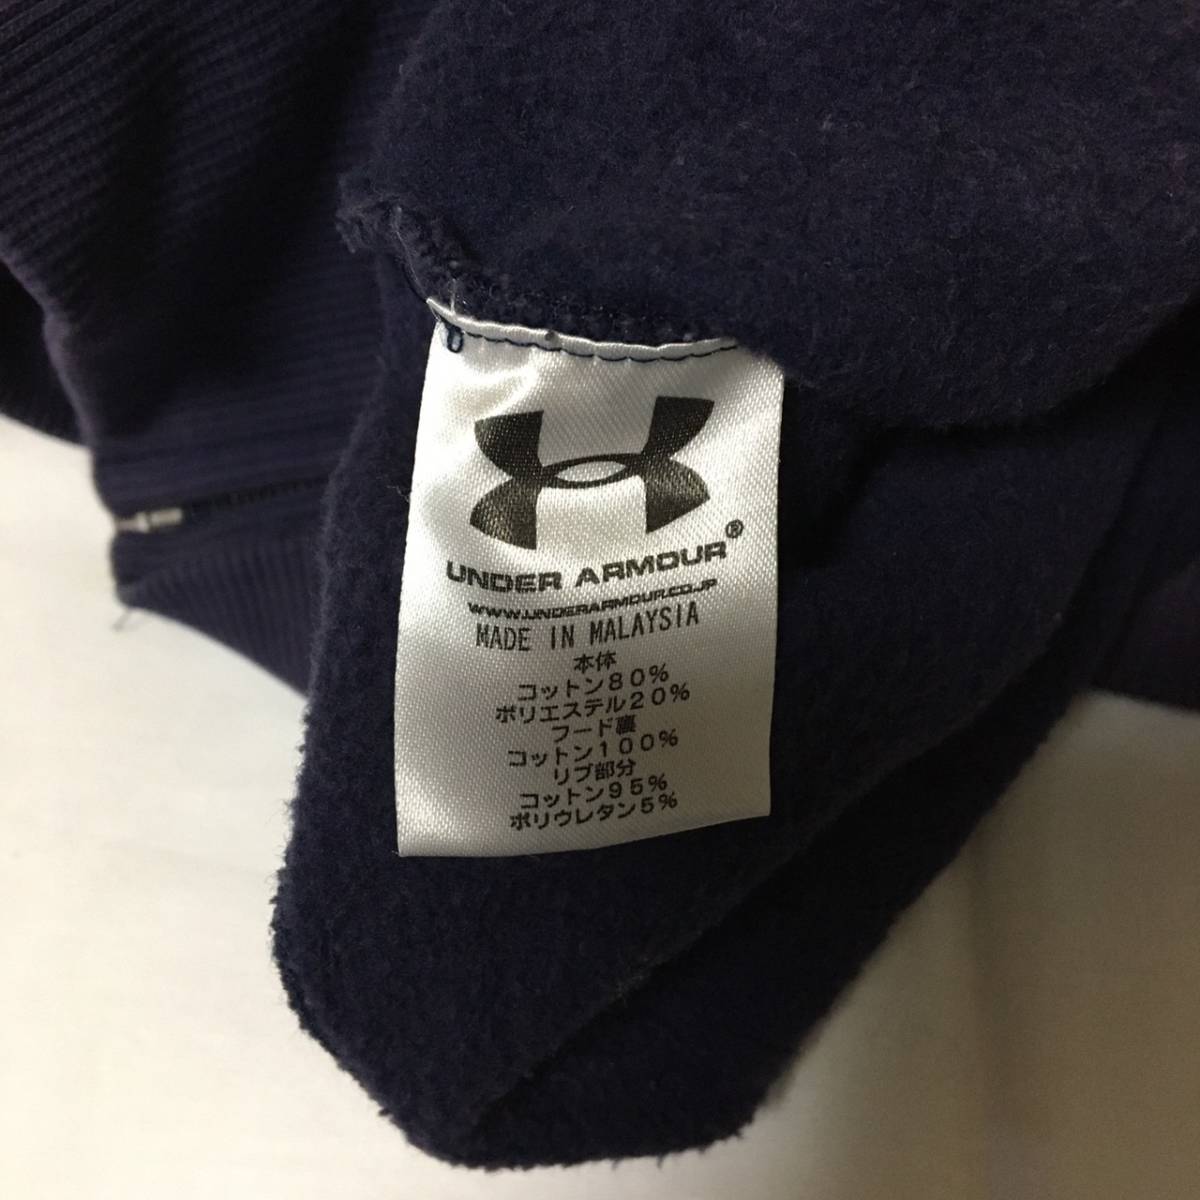 UNDER ARMOUR®
WWW.UNDERARMOUR.CO.JP
MADE IN MALAYSIA
本体
コットン80%
ポリエステル20%
フード裏
コットン100%
リブ部分
コットン95%
ポリウレタン5%